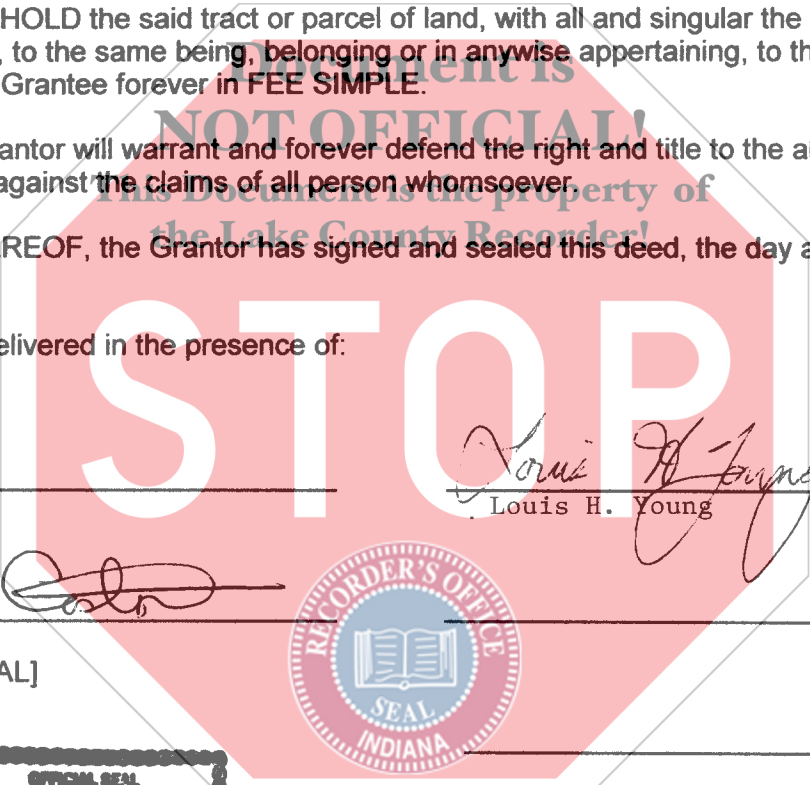 HOLD the said tract or parcel of land, with all and singular the
, to the same being, belonging or in anywise appertaining, to th
Grantee forever in FEE SIMPLE.
Document is
NOT OFFICIAL!
This Document is the property of
the Lake County Recorder!
antor will warrant and forever defend the right and title to the a
against the claims of all person whomsoever.
REOF, the Grantor has signed and sealed this deed, the day a
elivered in the presence of:
STOP
Louis H Young
Louis H. Young
RECORDER'S OFFICE
SEAL
INDIANA
AL]
OFFICIAL SEAL